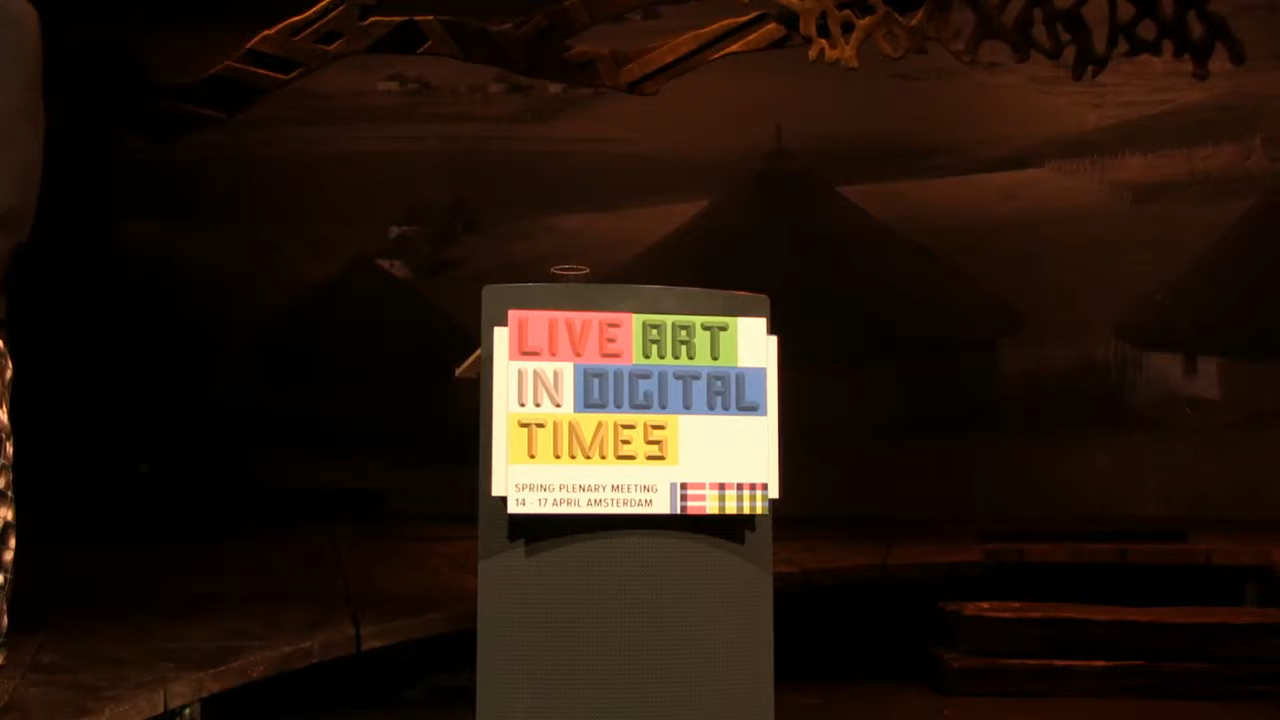 LIVE ART
IN DIGITAL
TIMES
SPRING PLENARY MEETING
14 - 17 APRIL AMSTERDAM